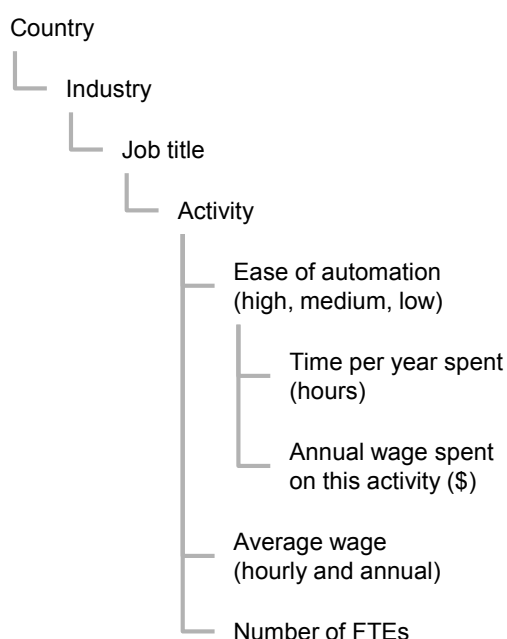 Country
Industry
Job title
Activity
Ease of automation
(high, medium, low)
Time per year spent
(hours)
Annual wage spent
on this activity ($)
Average wage
(hourly and annual)
Number of FTEs